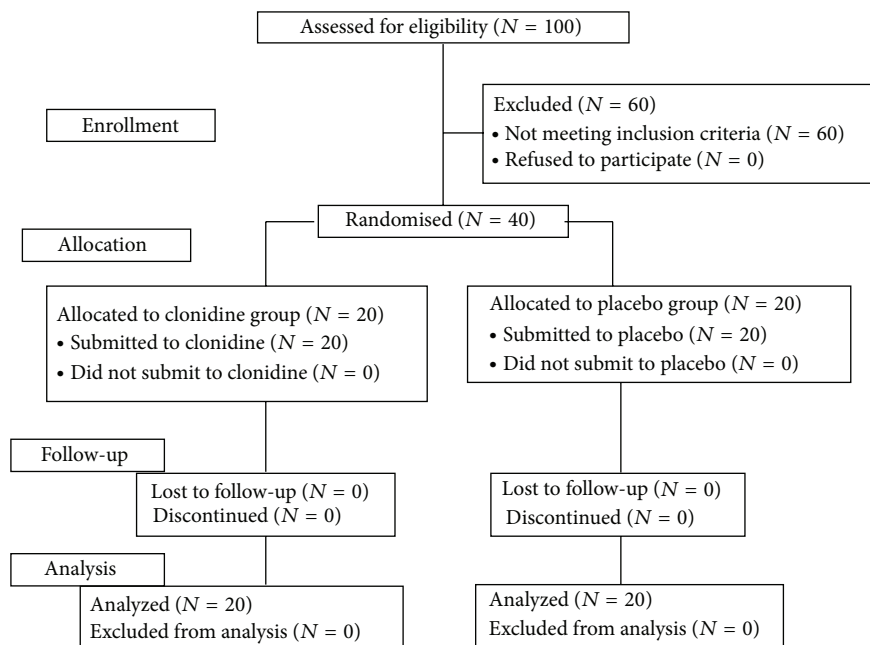 Assessed for eligibility (N = 100)
Enrollment
Excluded (N = 60)
• Not meeting inclusion criteria (N = 60)
• Refused to participate (N = 0)
Randomised (N = 40)
Allocation
Allocated to clonidine group (N = 20)
• Submitted to clonidine (N = 20)
• Did not submit to clonidine (N = 0)
Allocated to placebo group (N = 20)
• Submitted to placebo (N = 20)
• Did not submit to placebo (N = 0)
Follow-up
Lost to follow-up (N = 0)
Discontinued (N = 0)
Lost to follow-up (N = 0)
Discontinued (N = 0)
Analysis
Analyzed (N = 20)
Excluded from analysis (N = 0)
Analyzed (N = 20)
Excluded from analysis (N = 0)